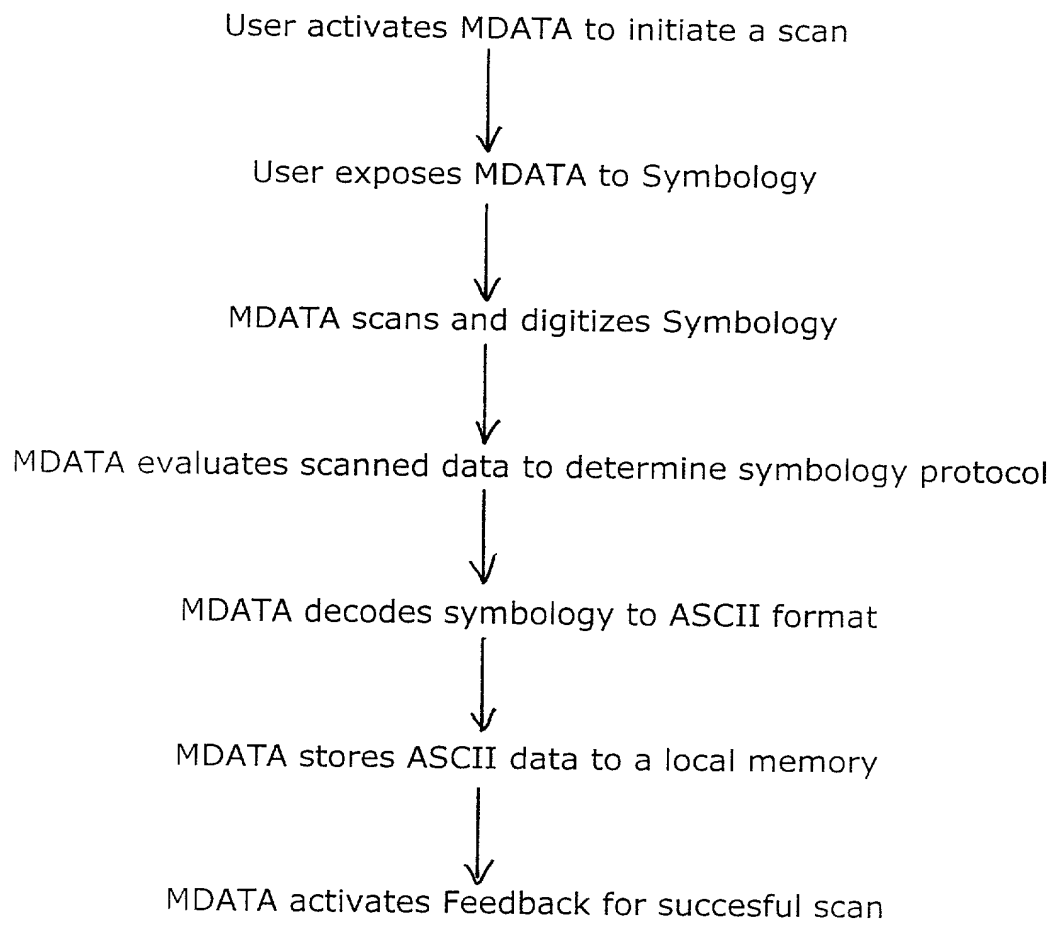 User activates MDATA to initiate a scan
User exposes MDATA to Symbology
MDATA scans and digitizes Symbology
MDATA evaluates scanned data to determine symbology protocol
MDATA decodes symbology to ASCII format
MDATA stores ASCII data to a local memory
MDATA activates Feedback for succesful scan